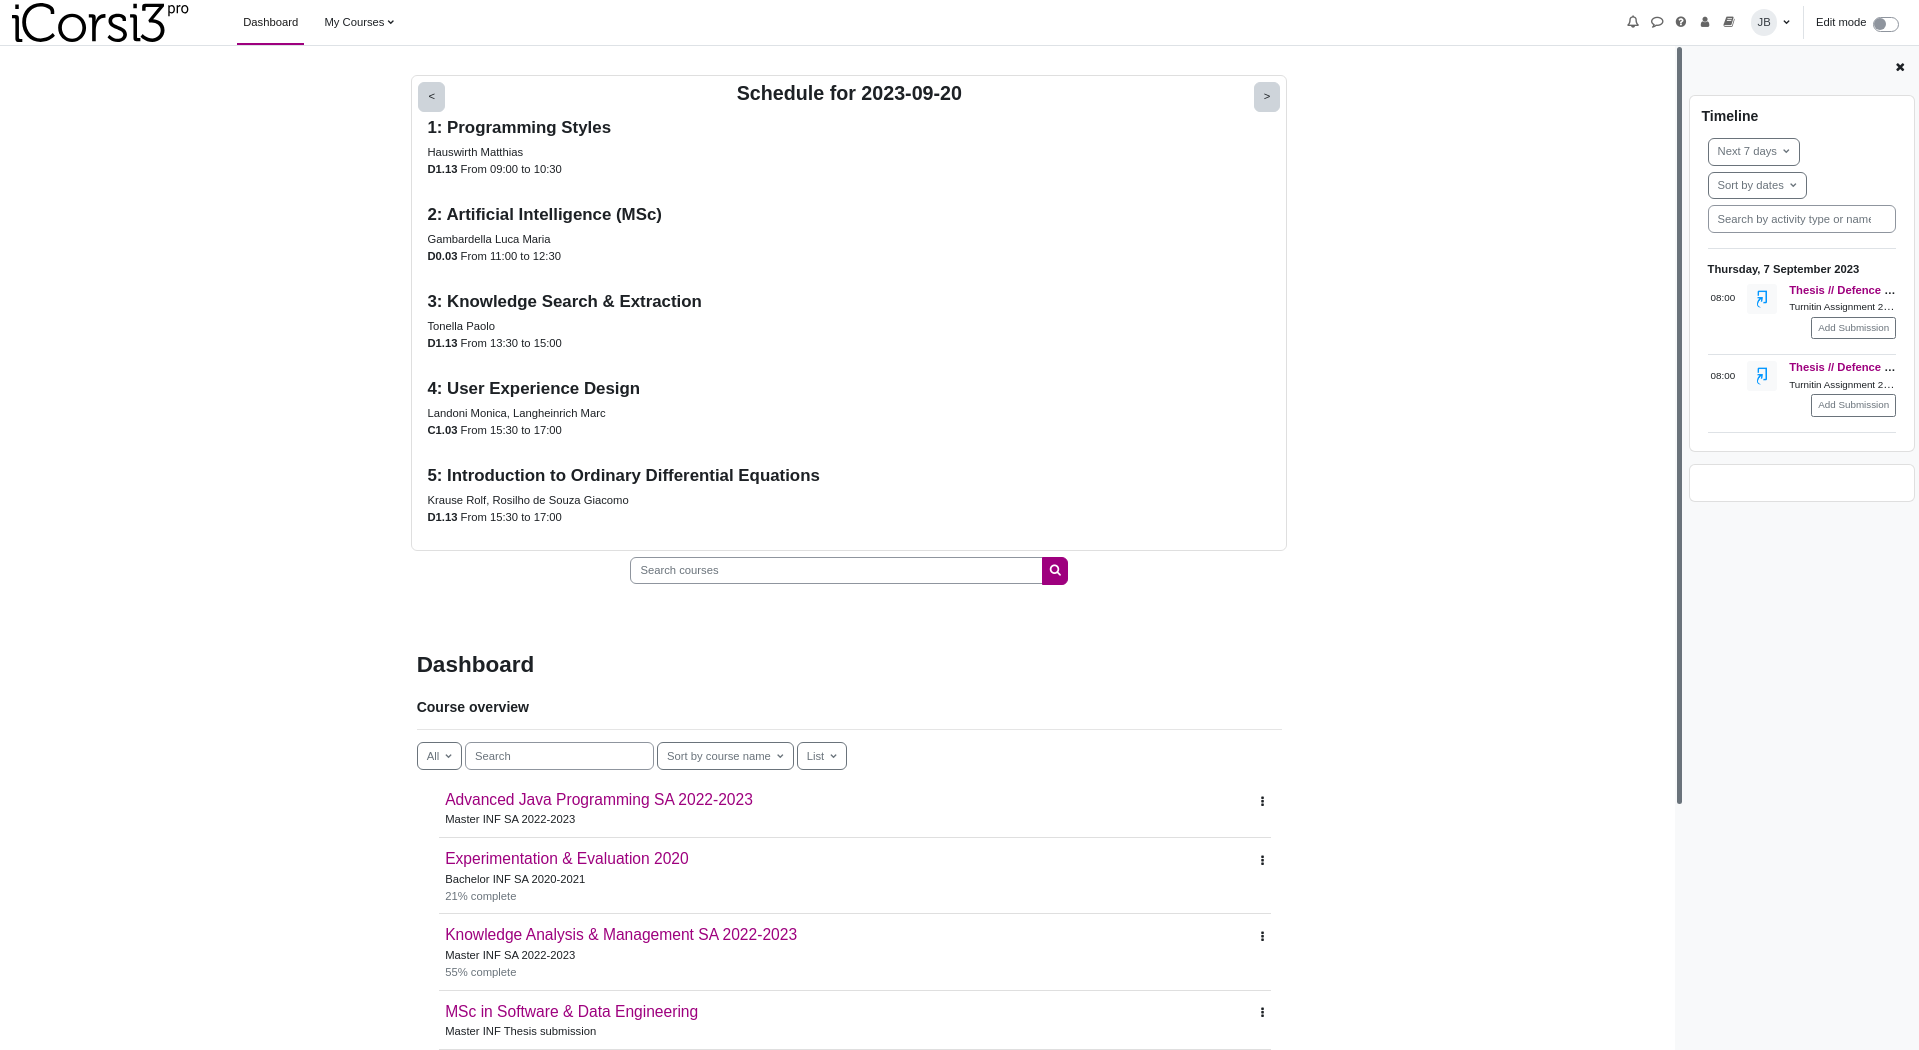 iCorsi3 pro
Dashboard
My Courses
JB
Edit mode
<
Schedule for 2023-09-20
>
1: Programming Styles
Hauswirth Matthias
D1.13 From 09:00 to 10:30
2: Artificial Intelligence (MSc)
Gambardella Luca Maria
D0.03 From 11:00 to 12:30
3: Knowledge Search & Extraction
Tonella Paolo
D1.13 From 13:30 to 15:00
4: User Experience Design
Landoni Monica, Langheinrich Marc
C1.03 From 15:30 to 17:00
5: Introduction to Ordinary Differential Equations
Krause Rolf, Rosilho de Souza Giacomo
D1.13 From 15:30 to 17:00
Search courses
Dashboard
Course overview
All
Search
Sort by course name
List
Advanced Java Programming SA 2022-2023
Master INF SA 2022-2023
Experimentation & Evaluation 2020
Bachelor INF SA 2020-2021
21% complete
Knowledge Analysis & Management SA 2022-2023
Master INF SA 2022-2023
55% complete
MSc in Software & Data Engineering
Master INF Thesis submission
Timeline
Next 7 days
Sort by dates
Search by activity type or name
Thursday, 7 September 2023
08:00
Thesis // Defence ...
Turnitin Assignment 2...
Add Submission
08:00
Thesis // Defence ...
Turnitin Assignment 2...
Add Submission